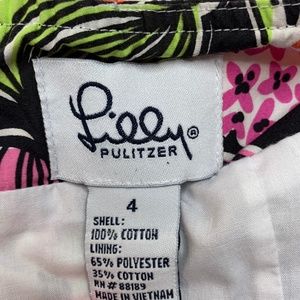 Lilly®
PULITZER
4
SHELL:
100% COTTON
LINING:
65% POLYESTER
35% COTTON
RN# 88189
MADE IN VIETNAM